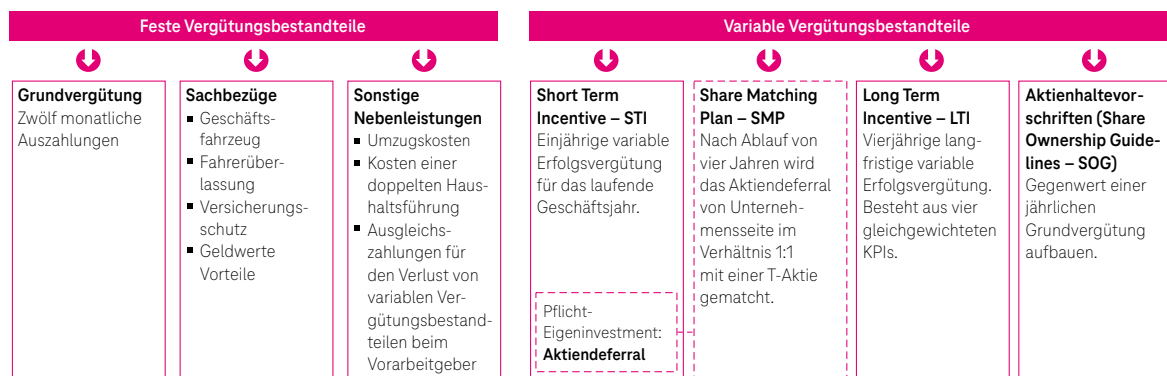 Feste Vergütungsbestandteile
Variable Vergütungsbestandteile
Grundvergütung
Zwölf monatliche
Auszahlungen
Sachbezüge
▪ Geschäfts-
fahrzeug
▪ Fahrerüber-
lassung
▪ Versicherungs-
schutz
▪ Geldwerte
Vorteile
Sonstige
Nebenleistungen
▪ Umzugskosten
▪ Kosten einer
doppelten Haus-
haltsführung
▪ Ausgleichs-
zahlungen für
den Verlust von
variablen Ver-
gütungsbestand-
teilen beim
Vorarbeitgeber
Short Term
Incentive – STI
Einjährige variable
Erfolgsvergütung
für das laufende
Geschäftsjahr.
Pflicht-
Eigeninvestment:
Aktiendeferral
Share Matching
Plan – SMP
Nach Ablauf von
vier Jahren wird
das Aktiendeferral
von Unterneh-
mensseite im
Verhältnis 1:1
mit einer T-Aktie
gematcht.
Long Term
Incentive – LTI
Vierjährige lang-
fristige variable
Erfolgsvergütung.
Besteht aus vier
gleichgewichteten
KPIs.
Aktienhaltevor-
schriften (Share
Ownership Guide-
lines – SOG)
Gegenwert einer
jährlichen
Grundvergütung
aufbauen.